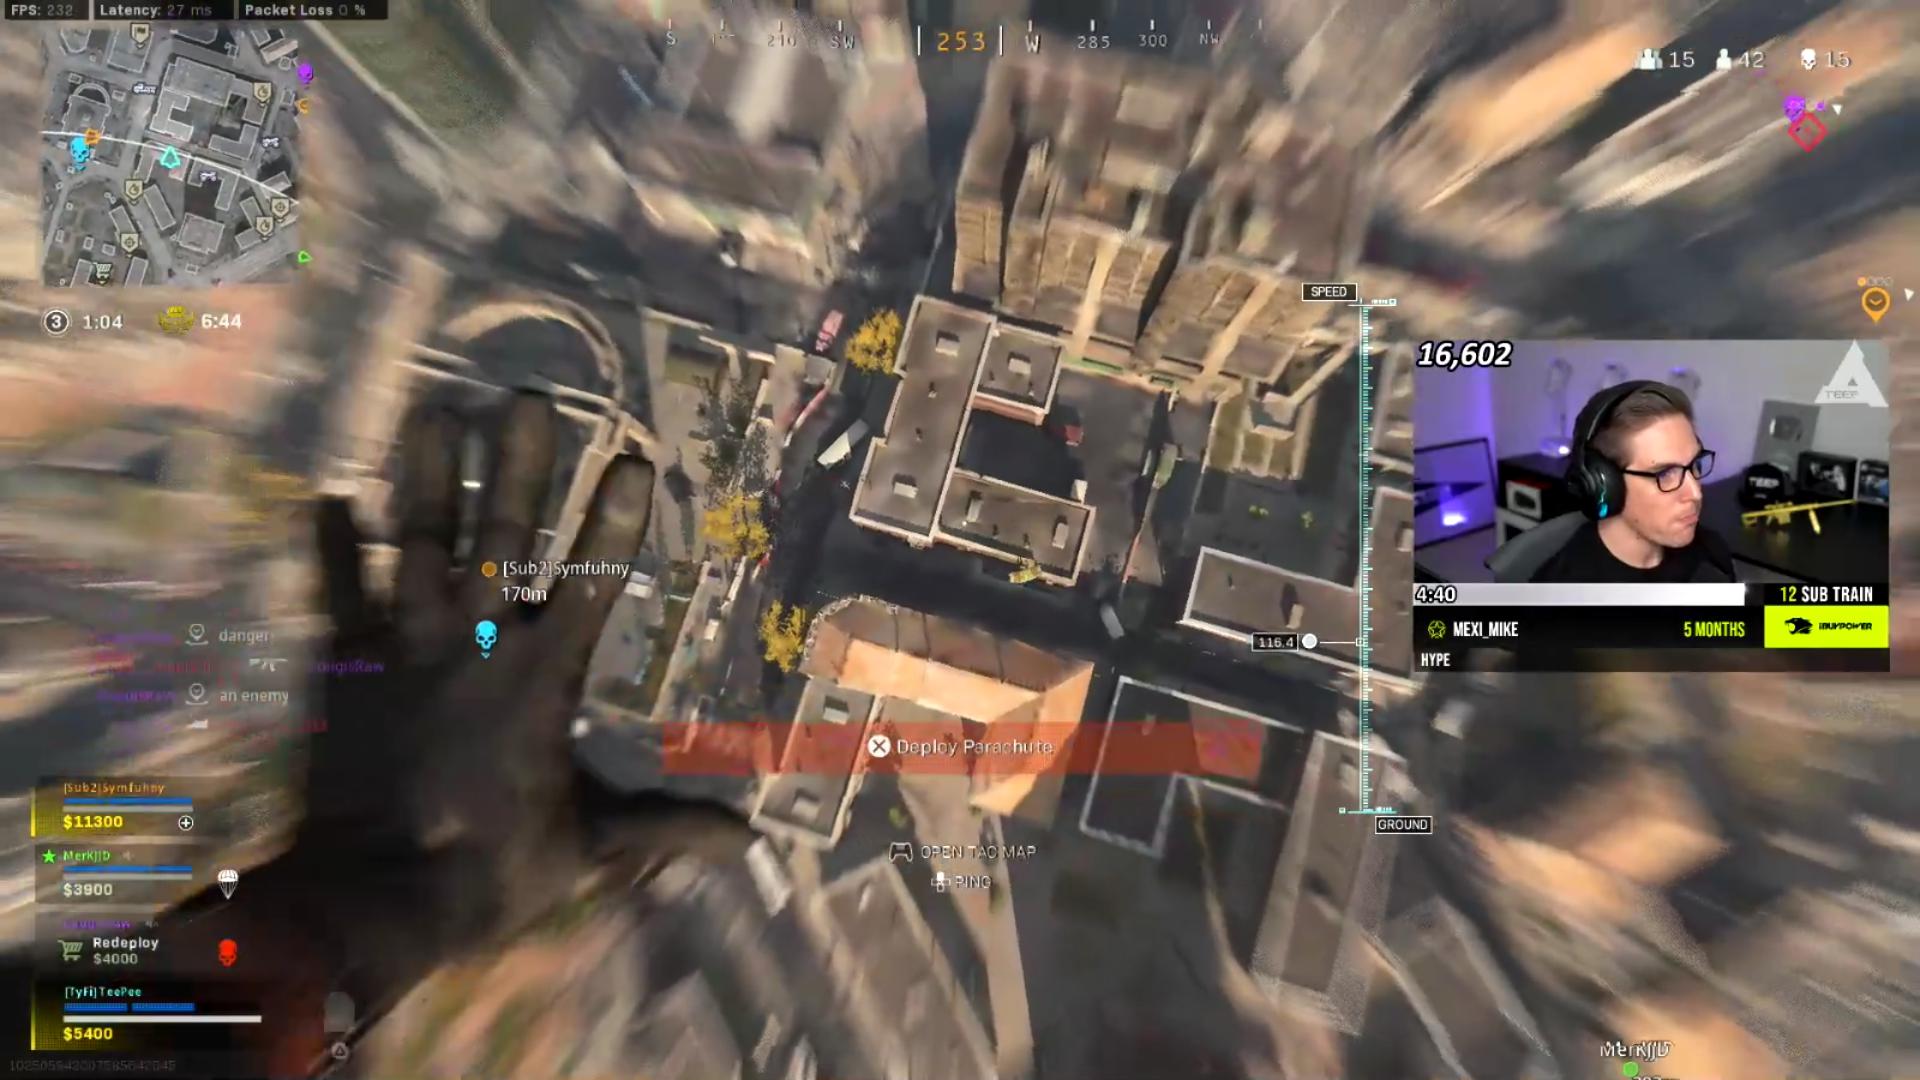 FPS: 232 Latency: 27 ms Packet Loss 0 %
S 210 SW 253 W 285 300 NW
15 42 15
3 1:04 6:44
SPEED
16,602
TEEP
[Sub2]Symfuhny
170m
danger
an enemy
116.4
4:40 12 SUB TRAIN
MEXI_MIKE 5 MONTHS iBUYPOWER
HYPE
Deploy Parachute
GROUND
OPEN TAC MAP
PING
[Sub2]Symfuhny
$11300
MerKJJD
$3900
Redeploy
$4000
[TyFi]TeePee
$5400
MerKJJD